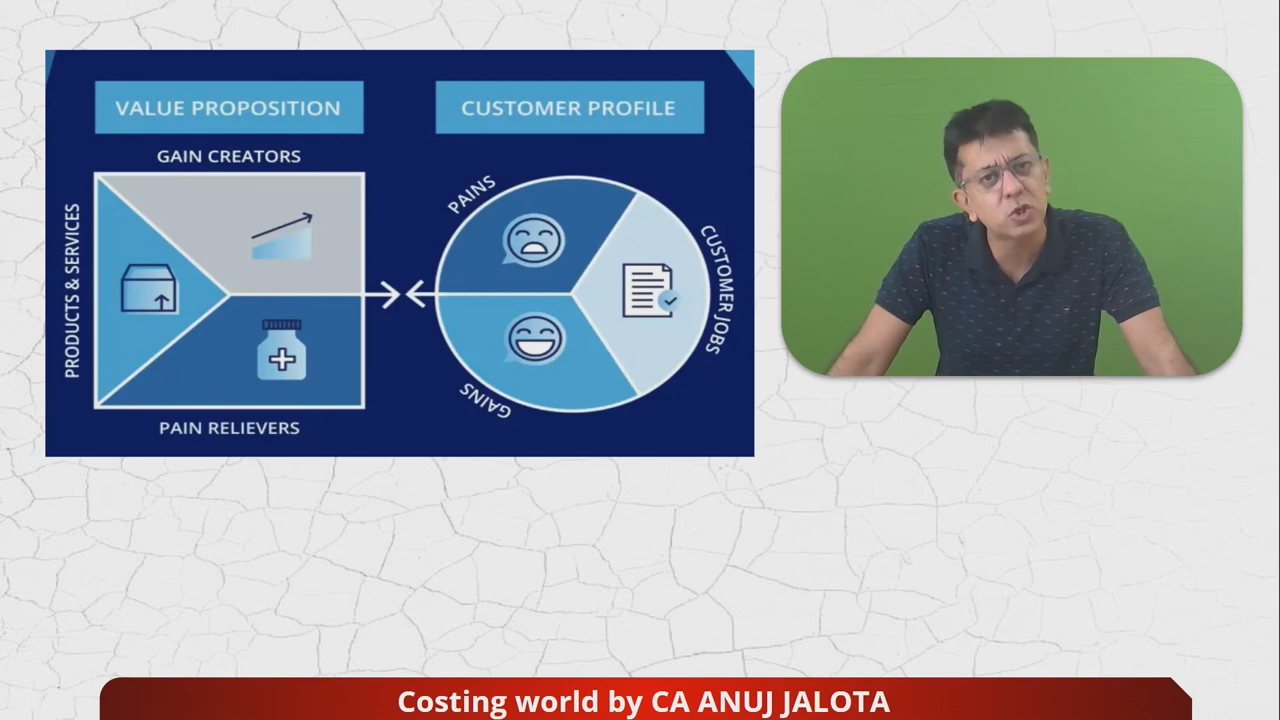 VALUE PROPOSITION
CUSTOMER PROFILE
GAIN CREATORS
PRODUCTS & SERVICES
PAIN RELIEVERS
PAINS
GAINS
CUSTOMER JOBS
Costing world by CA ANUJ JALOTA